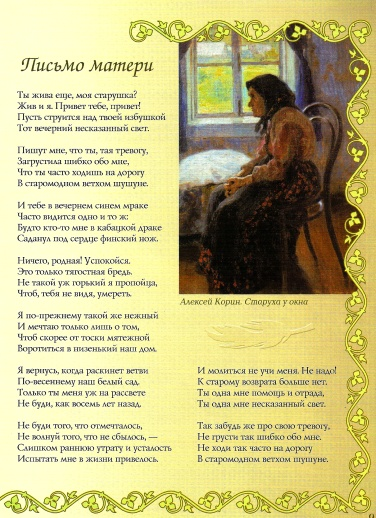 Письмо матери
Ты жива еще, моя старушка?
Жив и я. Привет тебе, привет!
Пусть струится над твоей избушкой
Тот вечерний несказанный свет.
Пишут мне, что ты, тая тревогу,
Загрустила шибко обо мне,
Что ты часто ходишь на дорогу
В старомодном ветхом шушуне.
И тебе в вечернем синем мраке
Часто видится одно и то ж:
Будто кто-то мне в кабацкой драке
Саданул под сердце финский нож.
Ничего, родная! Успокойся.
Это только тягостная бредь.
Не такой уж горький я пропойца,
Чтоб, тебя не видя, умереть.
Я по-прежнему такой же нежный
И мечтаю только лишь о том,
Чтоб скорее от тоски мятежной
Воротиться в низенький наш дом.
Я вернусь, когда раскинет ветви
По-весеннему наш белый сад.
Только ты меня уж на рассвете
Не буди, как восемь лет назад.
Не буди того, что отмечталось,
Не волнуй того, что не сбылось, —
Слишком раннюю утрату и усталость
Испытать мне в жизни привелось.
Алексей Корин. Старуха у окна
И молиться не учи меня. Не надо!
К старому возврата больше нет.
Ты одна мне помощь и отрада,
Ты одна мне несказанный свет.
Так забудь же про свою тревогу,
Не грусти так шибко обо мне.
Не ходи так часто на дорогу
В старомодном ветхом шушуне.